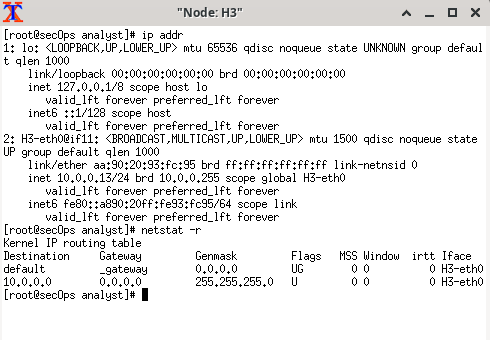 "Node: H3"
[root@secOps analyst]# ip addr
1: lo: <LOOPBACK,UP,LOWER_UP> mtu 65536 qdisc noqueue state UNKNOWN group defaul
t qlen 1000
    link/loopback 00:00:00:00:00:00 brd 00:00:00:00:00:00
    inet 127.0.0.1/8 scope host lo
       valid_lft forever preferred_lft forever
    inet6 ::1/128 scope host
       valid_lft forever preferred_lft forever
2: H3-eth0@if11: <BROADCAST,MULTICAST,UP,LOWER_UP> mtu 1500 qdisc noqueue state
UP group default qlen 1000
    link/ether aa:90:20:93:fc:95 brd ff:ff:ff:ff:ff:ff link-netnsid 0
    inet 10.0.0.13/24 brd 10.0.0.255 scope global H3-eth0
       valid_lft forever preferred_lft forever
    inet6 fe80::a890:20ff:fe93:fc95/64 scope link
       valid_lft forever preferred_lft forever
[root@secOps analyst]# netstat -r
Kernel IP routing table
Destination     Gateway         Genmask         Flags   MSS Window  irtt Iface
default         _gateway        0.0.0.0         UG        0 0          0 H3-eth0
10.0.0.0        0.0.0.0         255.255.255.0   U         0 0          0 H3-eth0
[root@secOps analyst]#